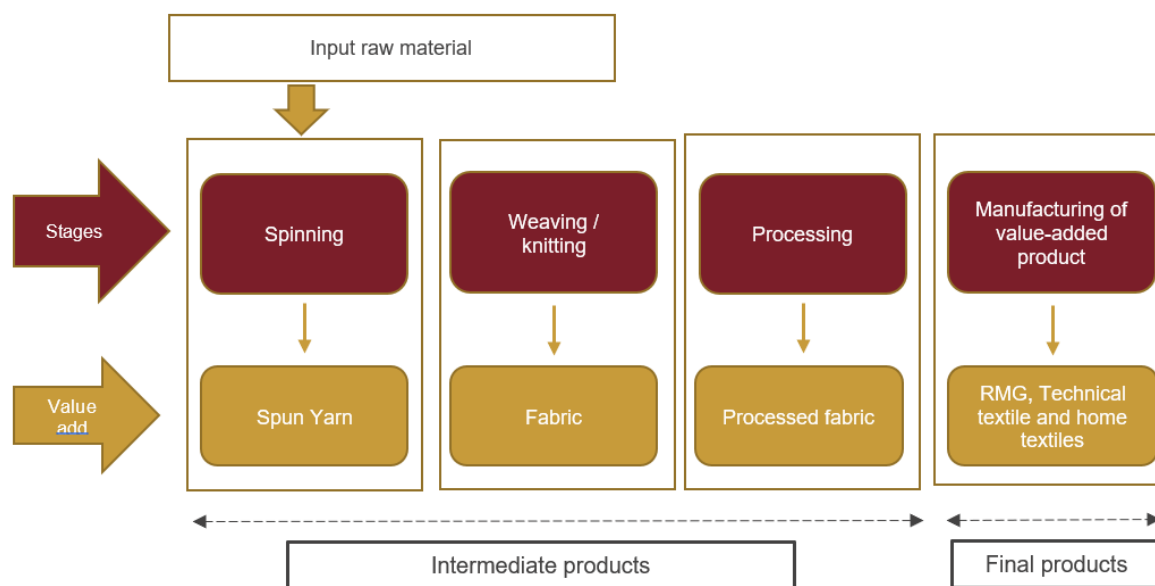 Input raw material
Stages
Spinning
Weaving /
knitting
Processing
Manufacturing of
value-added
product
Value
add
Spun Yarn
Fabric
Processed fabric
RMG, Technical
textile and home
textiles
Intermediate products
Final products